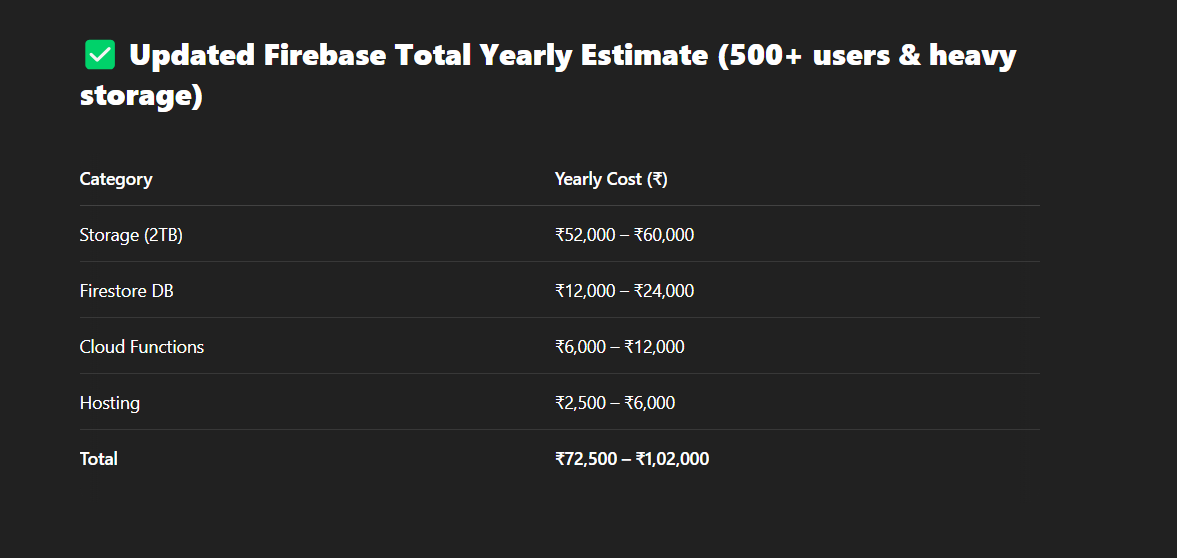 ✅ Updated Firebase Total Yearly Estimate (500+ users & heavy
storage)
Category Yearly Cost (₹)
Storage (2TB) ₹52,000 – ₹60,000
Firestore DB ₹12,000 – ₹24,000
Cloud Functions ₹6,000 – ₹12,000
Hosting ₹2,500 – ₹6,000
Total ₹72,500 – ₹1,02,000